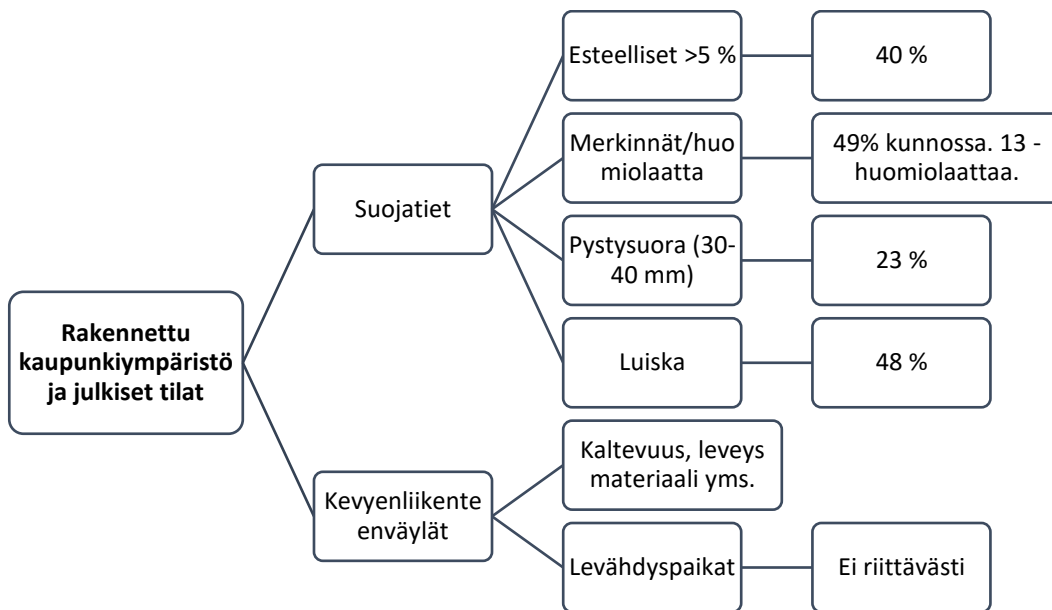 Rakennettu
kaupunkiympäristö
ja julkiset tilat
Suojatiet
Esteelliset >5 %
40 %
Merkinnät/huo
miolaatta
49% kunnossa. 13 -
huomiolaattaa.
Pystysuora (30-
40 mm)
23 %
Luiska
48 %
Kevyenliikente
enväylät
Kaltevuus, leveys
materiaali yms.
Levähdyspaikat
Ei riittävästi